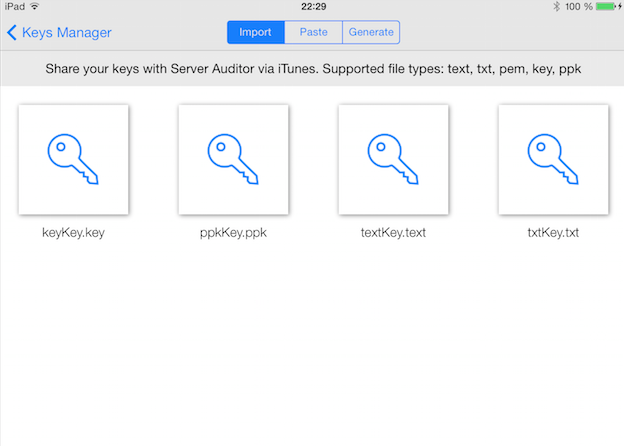 iPad 22:29 100 %
Keys Manager Import Paste Generate
Share your keys with Server Auditor via iTunes. Supported file types: text, txt, pem, key, ppk
keyKey.key ppkKey.ppk textKey.text txtKey.txt